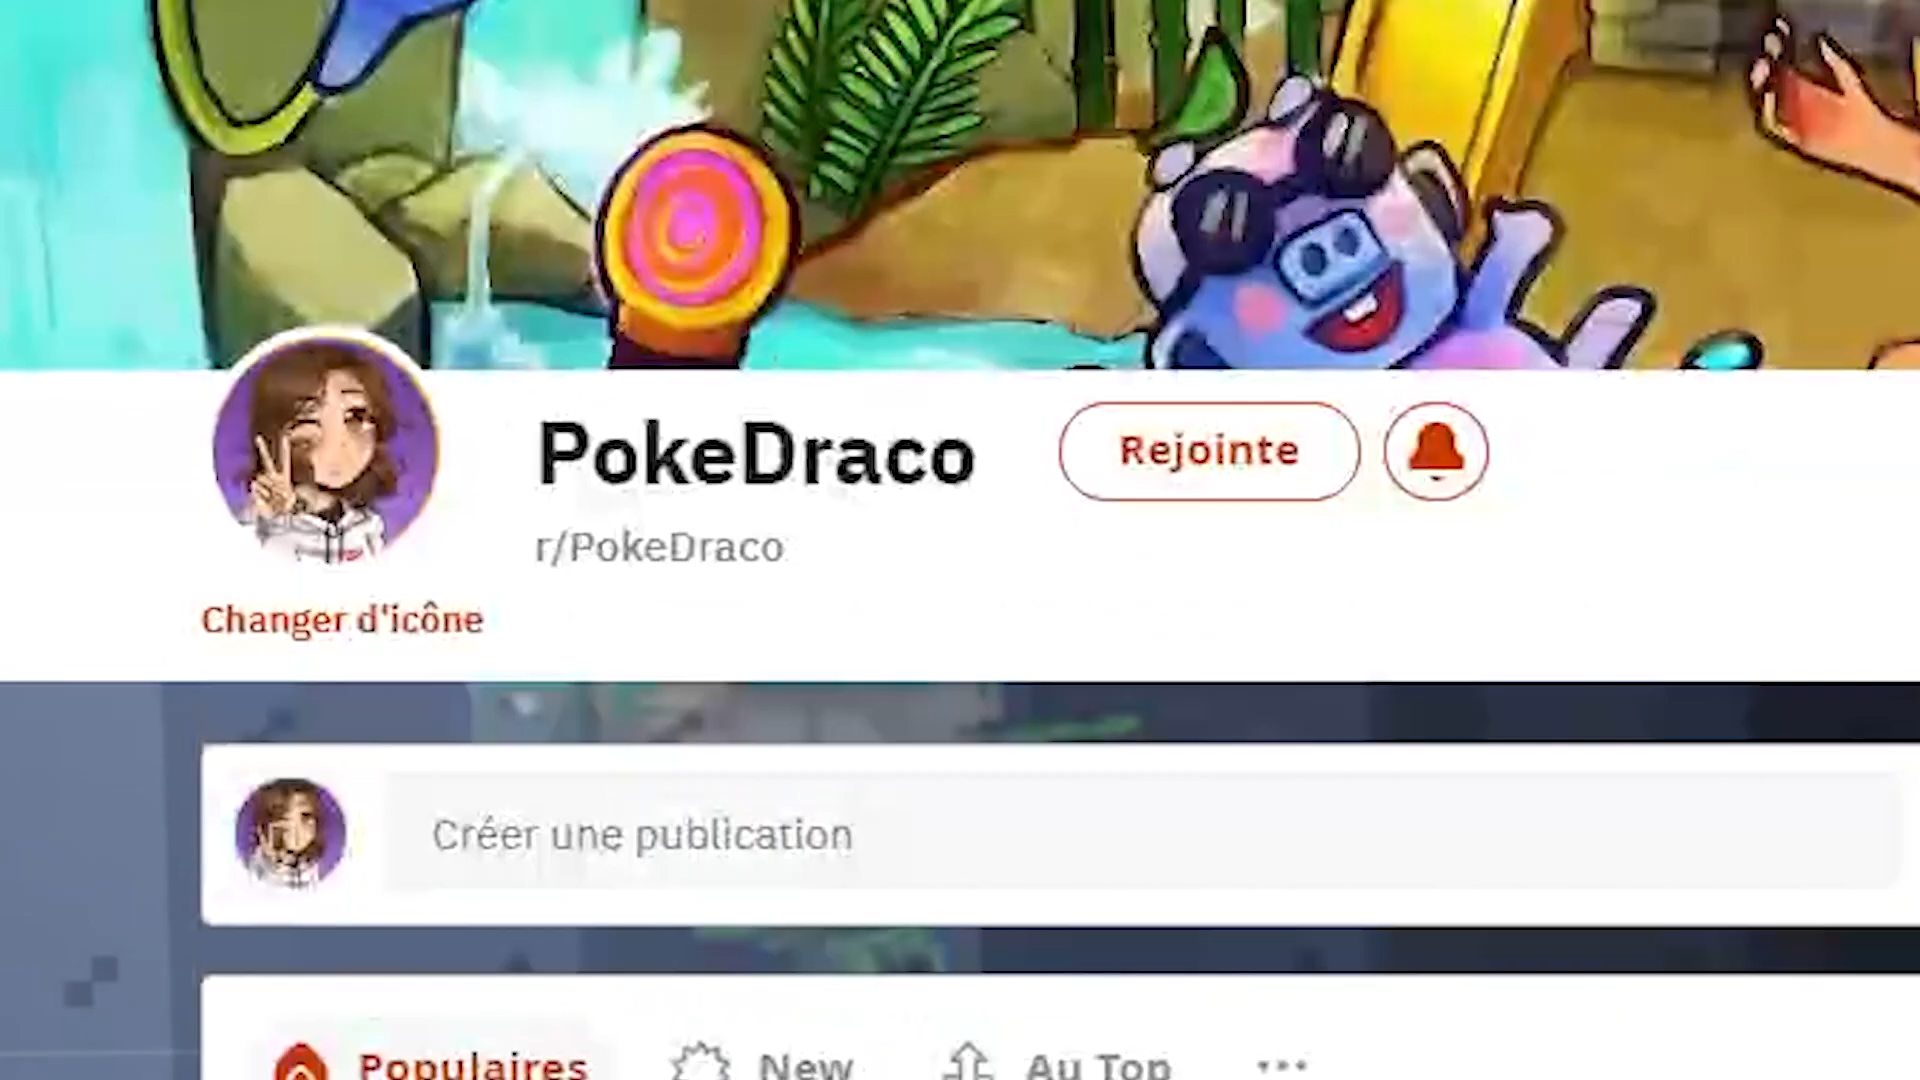 PokeDraco
Rejointe
r/PokeDraco
Changer d'icône
Créer une publication
Populaires
New
Au Top